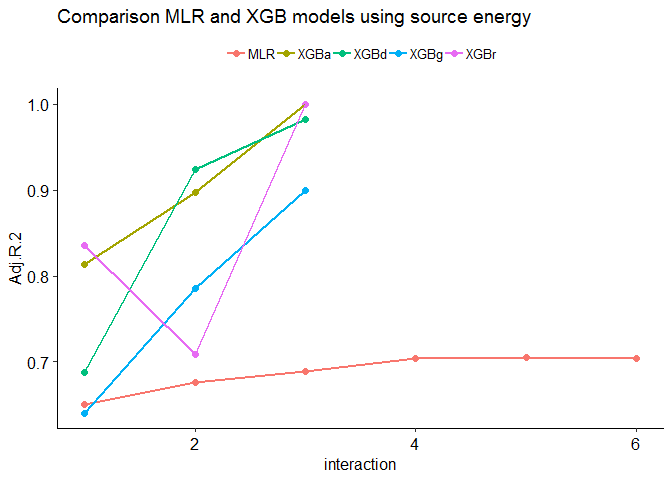 Comparison MLR and XGB models using source energy
MLR XGBa XGBd XGBg XGBr
1.0
0.9
0.8
0.7
Adj.R.2
2 4 6
interaction